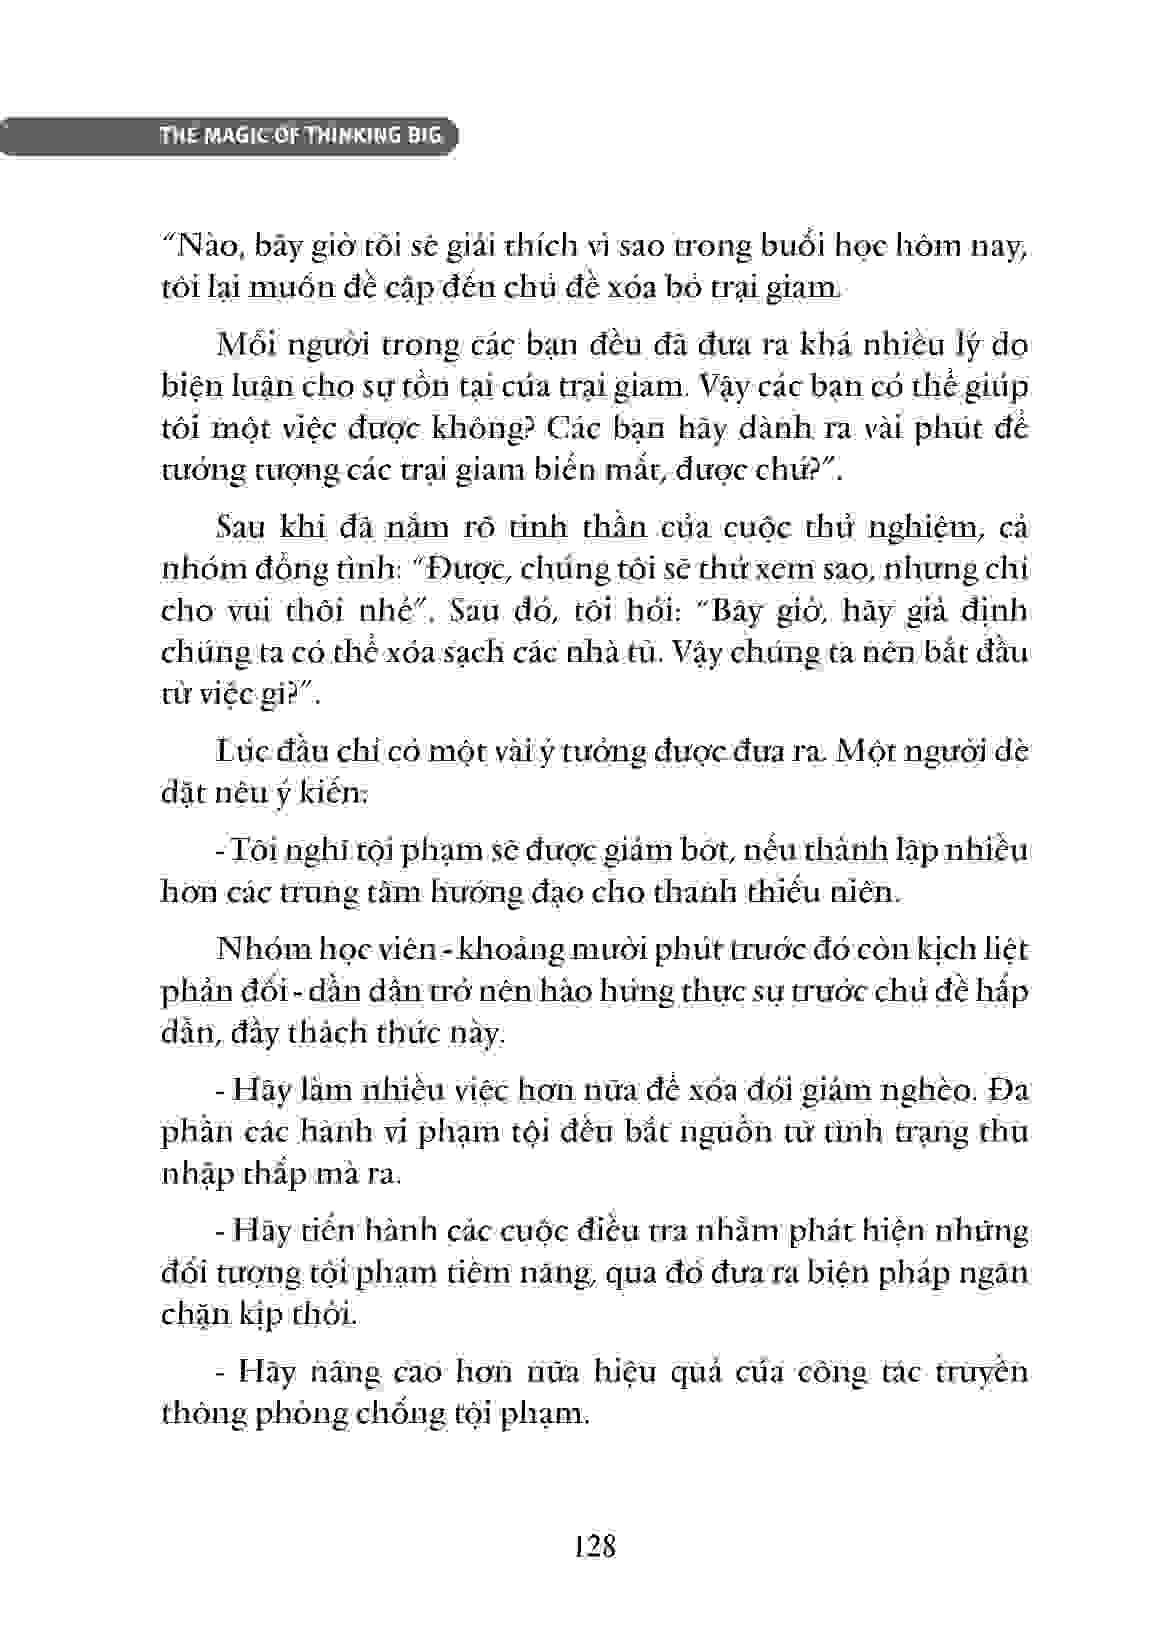 THE MAGIC OF THINKING BIG
“Nào, bây giờ tôi sẽ giải thích vì sao trong buổi học hôm nay,
tôi lại muốn đề cập đến chủ đề xóa bỏ trại giam.
Mỗi người trong các bạn đều đã đưa ra khá nhiều lý do
biện luận cho sự tồn tại của trại giam. Vậy các bạn có thể giúp
tôi một việc được không? Các bạn hãy dành ra vài phút để
tưởng tượng các trại giam biến mất, được chứ?”.
Sau khi đã nắm rõ tinh thần của cuộc thử nghiệm, cả
nhóm đồng tình: “Được, chúng tôi sẽ thử xem sao, nhưng chỉ
cho vui thôi nhé”. Sau đó, tôi hỏi: “Bây giờ, hãy giả định
chúng ta có thể xóa sạch các nhà tù. Vậy chúng ta nên bắt đầu
từ việc gì?”.
Lúc đầu chỉ có một vài ý tưởng được đưa ra. Một người dè
dặt nêu ý kiến:
- Tôi nghĩ tội phạm sẽ được giảm bớt, nếu thành lập nhiều
hơn các trung tâm hướng đạo cho thanh thiếu niên.
Nhóm học viên - khoảng mười phút trước đó còn kịch liệt
phản đối - dần dần trở nên hào hứng thực sự trước chủ đề hấp
dẫn, đầy thách thức này.
- Hãy làm nhiều việc hơn nữa để xóa đói giảm nghèo. Đa
phần các hành vi phạm tội đều bắt nguồn từ tình trạng thu
nhập thấp mà ra.
- Hãy tiến hành các cuộc điều tra nhằm phát hiện những
đối tượng tội phạm tiềm năng, qua đó đưa ra biện pháp ngăn
chặn kịp thời.
- Hãy nâng cao hơn nữa hiệu quả của công tác truyền
thông phòng chống tội phạm.
128